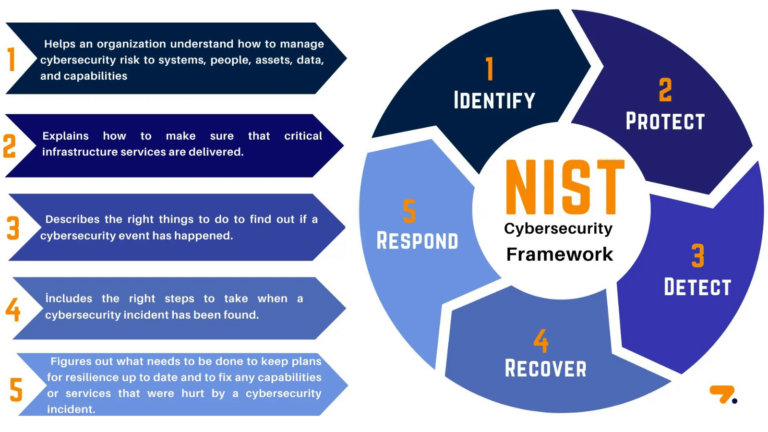 1
Helps an organization understand how to manage
cybersecurity risk to systems, people, assets, data,
and capabilities
2
Explains how to make sure that critical
infrastructure services are delivered.
3
Describes the right things to do to find out if a
cybersecurity event has happened.
4
İncludes the right steps to take when a
cybersecurity incident has been found.
5
Figures out what needs to be done to keep plans
for resilience up to date and to fix any capabilities
or services that were hurt by a cybersecurity
incident.
NIST
Cybersecurity
Framework
1
IDENTIFY
2
PROTECT
3
DETECT
4
RECOVER
5
RESPOND